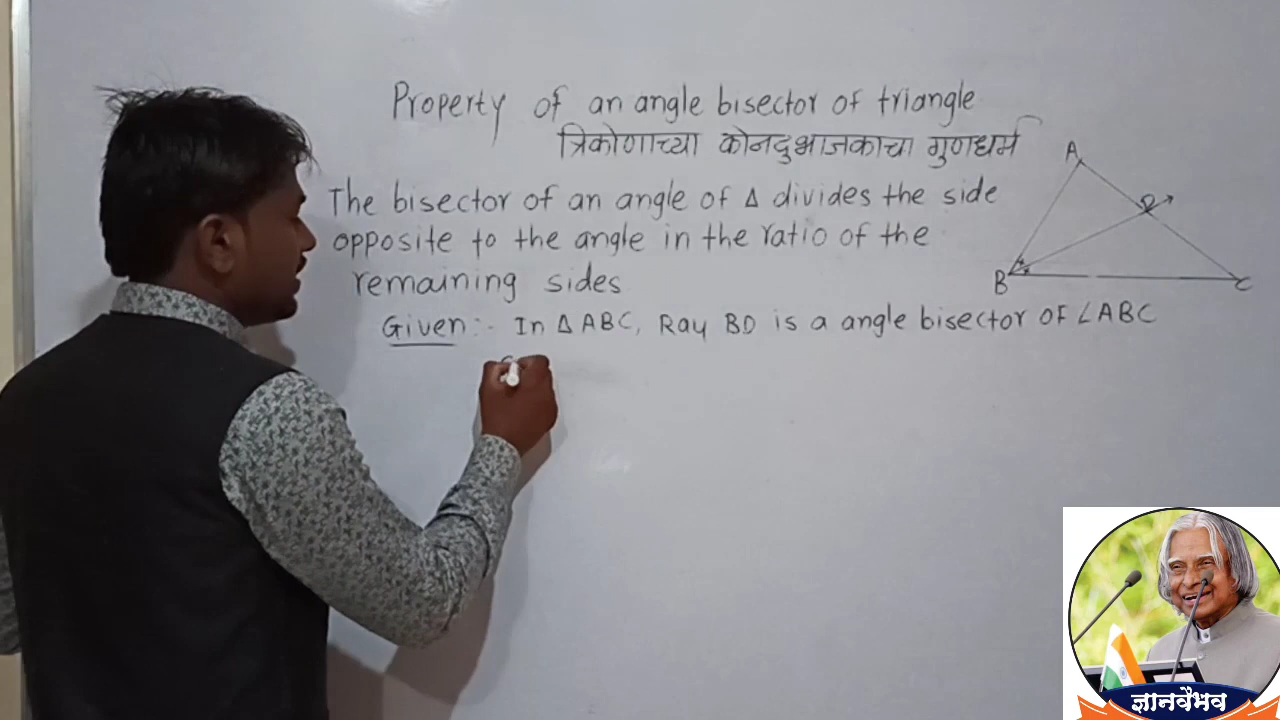 Property of an angle bisector of triangle
त्रिकोणाच्या कोनदुभाजकाचा गुणधर्म
The bisector of an angle of Δ divides the side
opposite to the angle in the ratio of the
remaining sides
Given :- In Δ ABC, Ray BD is a angle bisector OF ∠ABC
A
D
B
C
ज्ञानवैभव